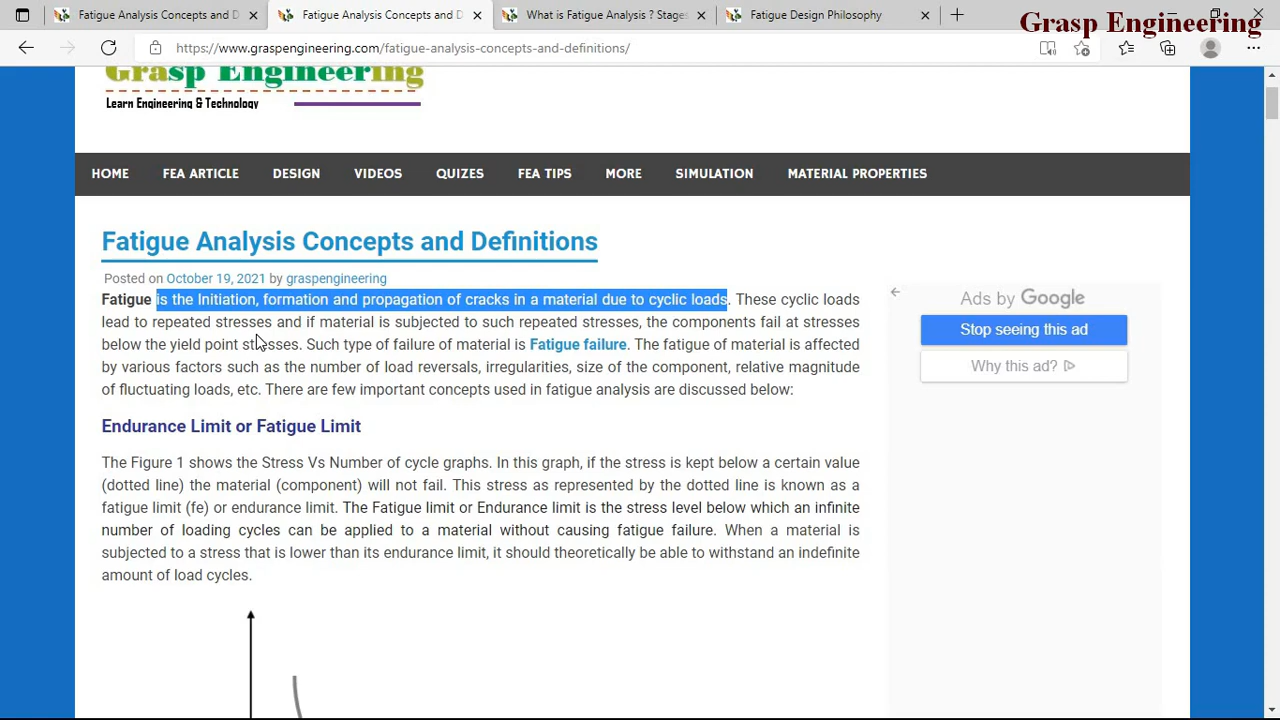 Fatigue Analysis Concepts and D
Fatigue Analysis Concepts and D
What is Fatigue Analysis ? Stages
Fatigue Design Philosophy
Grasp Engineering
https://www.graspengineering.com/fatigue-analysis-concepts-and-definitions/
Grasp Engineering
Learn Engineering & Technology
HOME
FEA ARTICLE
DESIGN
VIDEOS
QUIZES
FEA TIPS
MORE
SIMULATION
MATERIAL PROPERTIES
Fatigue Analysis Concepts and Definitions
Posted on October 19, 2021 by graspengineering
Fatigue is the Initiation, formation and propagation of cracks in a material due to cyclic loads. These cyclic loads
lead to repeated stresses and if material is subjected to such repeated stresses, the components fail at stresses
below the yield point stresses. Such type of failure of material is Fatigue failure. The fatigue of material is affected
by various factors such as the number of load reversals, irregularities, size of the component, relative magnitude
of fluctuating loads, etc. There are few important concepts used in fatigue analysis are discussed below:
Ads by Google
Stop seeing this ad
Why this ad?
Endurance Limit or Fatigue Limit
The Figure 1 shows the Stress Vs Number of cycle graphs. In this graph, if the stress is kept below a certain value
(dotted line) the material (component) will not fail. This stress as represented by the dotted line is known as a
fatigue limit (fe) or endurance limit. The Fatigue limit or Endurance limit is the stress level below which an infinite
number of loading cycles can be applied to a material without causing fatigue failure. When a material is
subjected to a stress that is lower than its endurance limit, it should theoretically be able to withstand an indefinite
amount of load cycles.